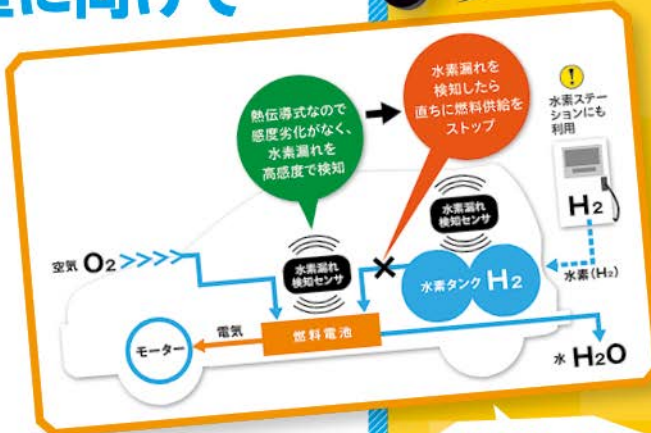 に向けて
熱伝導式なので
感度劣化がなく、
水素漏れを
高感度で検知
水素漏れを
検知したら
直ちに燃料供給を
ストップ
!
水素ステー
ションにも
利用
H2
水素漏れ
検知センサ
空気 O2
水素漏れ
検知センサ
水素タンク H2
水素(H2)
モーター
電気
燃料電池
水 H2O